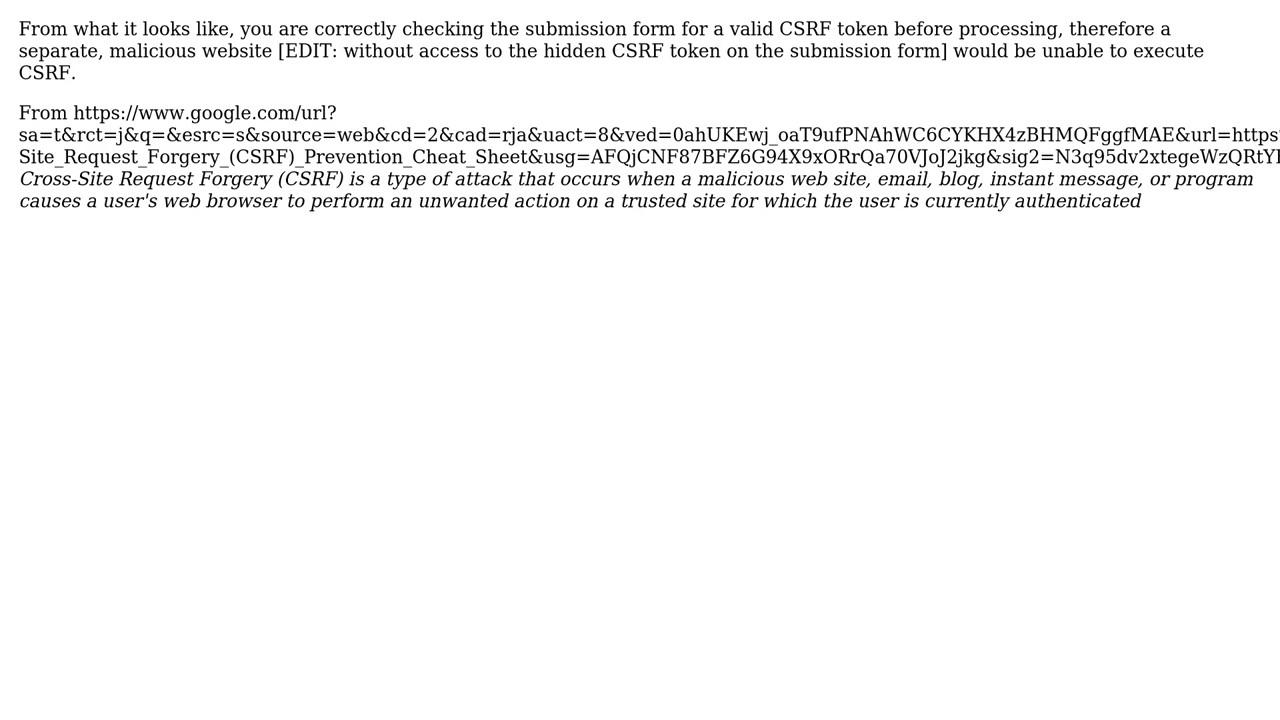 From what it looks like, you are correctly checking the submission form for a valid CSRF token before processing, therefore a
separate, malicious website [EDIT: without access to the hidden CSRF token on the submission form] would be unable to execute
CSRF.
From https://www.google.com/url?
sa=t&rct=j&q=&esrc=s&source=web&cd=2&cad=rja&uact=8&ved=0ahUKEwj_oaT9ufPNAhWC6CYKHX4zBHMQFggfMAE&url=https
Site_Request_Forgery_(CSRF)_Prevention_Cheat_Sheet&usg=AFQjCNF87BFZ6G94X9xORrQa70VJoJ2jkg&sig2=N3q95dv2xtegeWzQRtY
Cross-Site Request Forgery (CSRF) is a type of attack that occurs when a malicious web site, email, blog, instant message, or program
causes a user's web browser to perform an unwanted action on a trusted site for which the user is currently authenticated